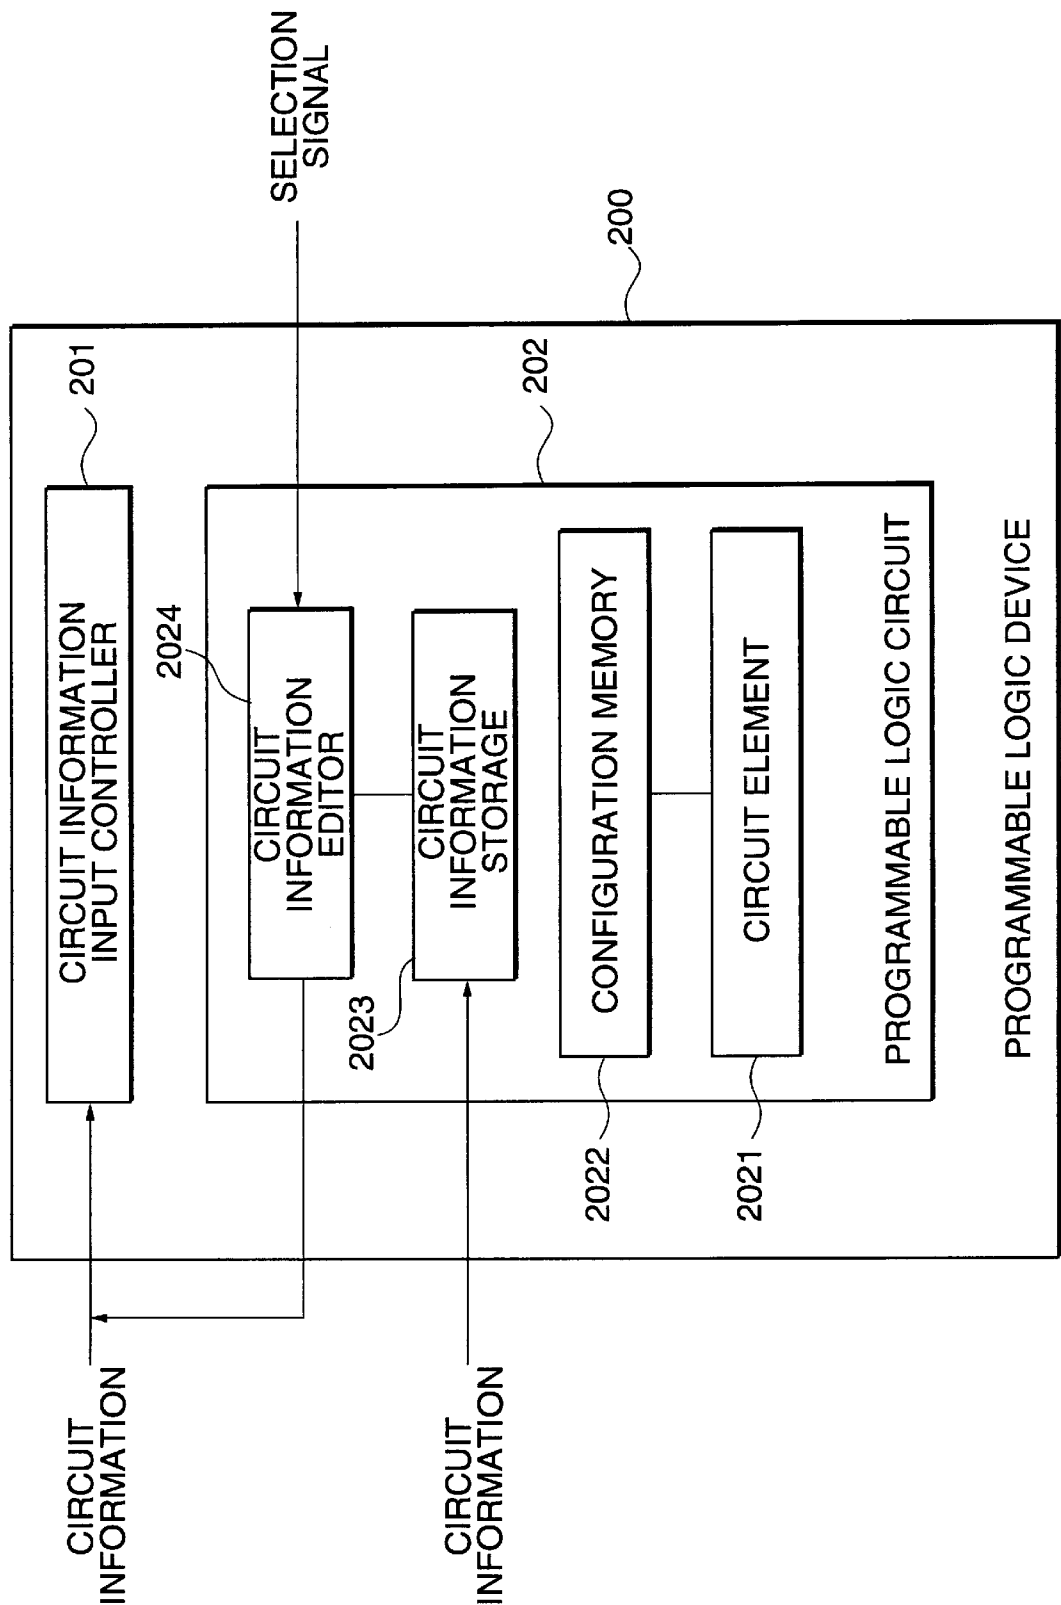 CIRCUIT
INFORMATION
CIRCUIT INFORMATION
INPUT CONTROLLER
201
SELECTION
SIGNAL
2024
CIRCUIT
INFORMATION
EDITOR
2023
CIRCUIT
INFORMATION
STORAGE
CIRCUIT
INFORMATION
202
200
CONFIGURATION MEMORY
2022
CIRCUIT ELEMENT
2021
PROGRAMMABLE LOGIC CIRCUIT
PROGRAMMABLE LOGIC DEVICE